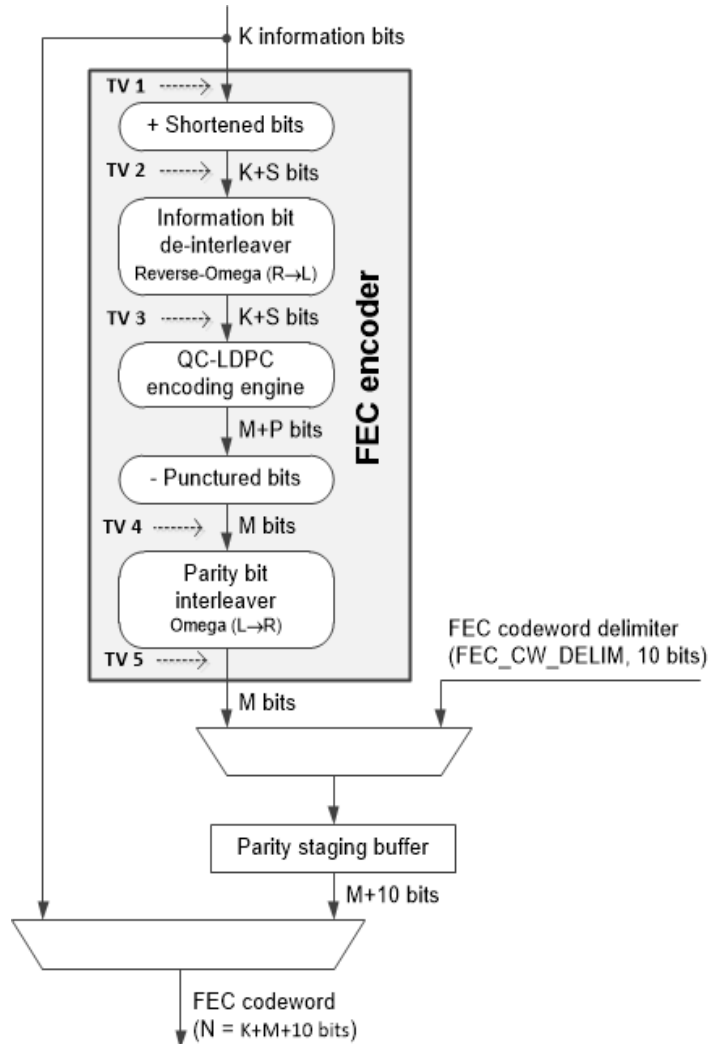 K information bits
TV 1
+ Shortened bits
TV 2
K+S bits
Information bit
de-interleaver
Reverse-Omega (R→L)
TV 3
K+S bits
QC-LDPC
encoding engine
M+P bits
- Punctured bits
TV 4
M bits
Parity bit
interleaver
Omega (L→R)
TV 5
FEC encoder
FEC codeword delimiter
(FEC_CW_DELIM, 10 bits)
M bits
Parity staging buffer
M+10 bits
FEC codeword
(N = K+M+10 bits)